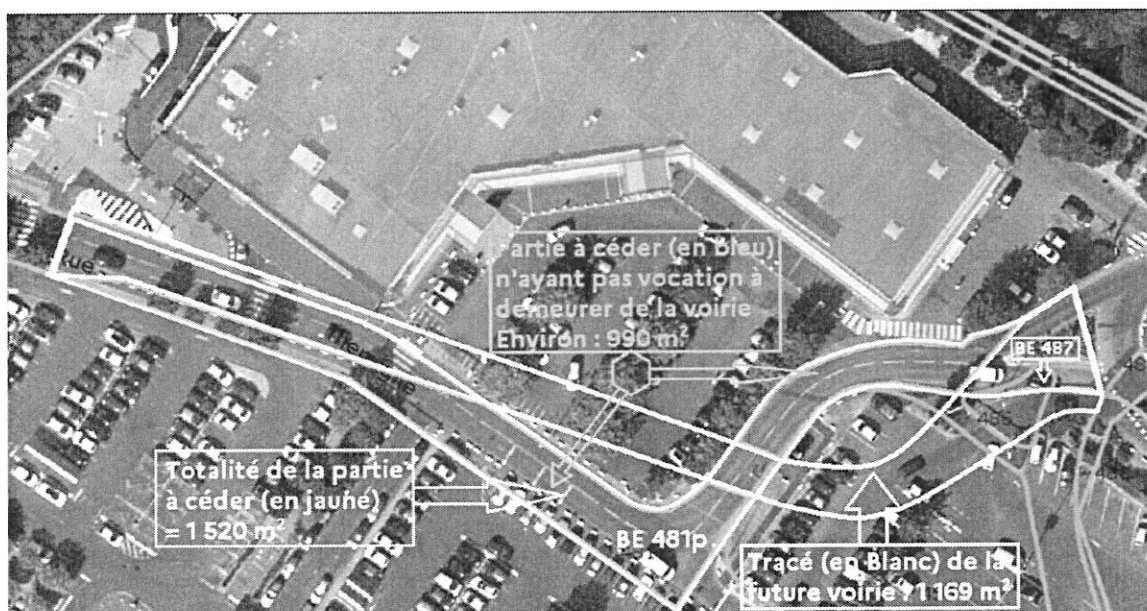 Partie à céder (en Bleu)
n'ayant pas vocation à
demeurer de la voirie
Environ : 990 m²
Rue
BE 487
Totalité de la partie
à céder (en jaune)
= 1 520 m²
BE 481p
Tracé (en Blanc) de la
future voirie : 1 169 m²